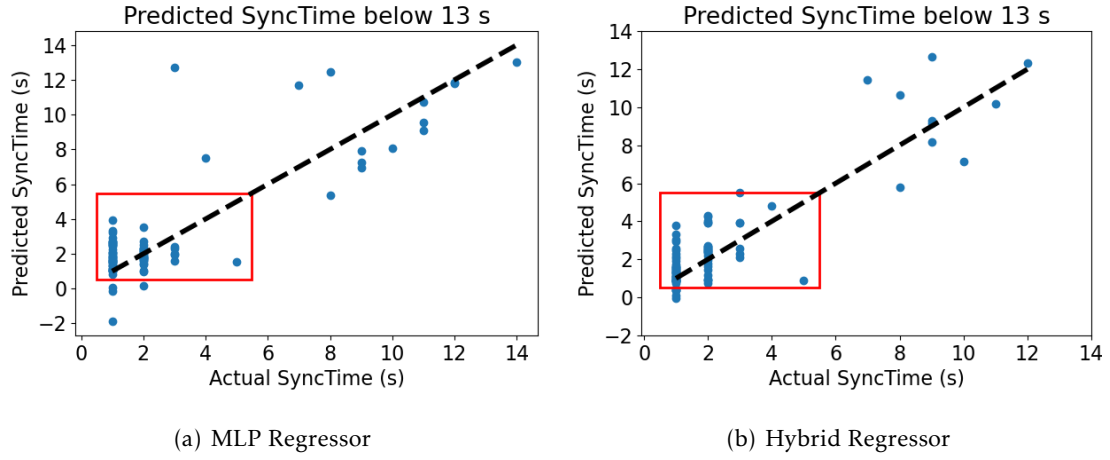 Predicted SyncTime below 13 s
14
12
10
8
6
4
2
0
−2
Predicted SyncTime (s)
0 2 4 6 8 10 12 14
Actual SyncTime (s)
(a) MLP Regressor
Predicted SyncTime below 13 s
14
12
10
8
6
4
2
0
−2
Predicted SyncTime (s)
0 2 4 6 8 10 12 14
Actual SyncTime (s)
(b) Hybrid Regressor